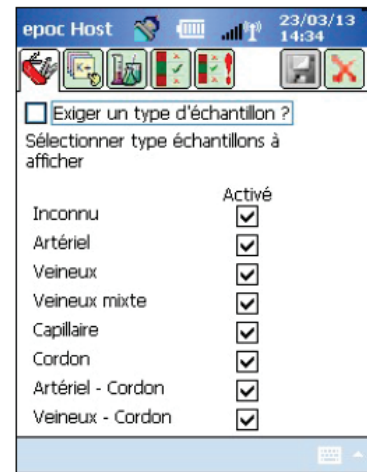 epoc Host 23/03/13
14:34
Exiger un type d'échantillon ?
Sélectionner type échantillons à
afficher
Activé
Inconnu
Artériel
Veineux
Veineux mixte
Capillaire
Cordon
Artériel - Cordon
Veineux - Cordon